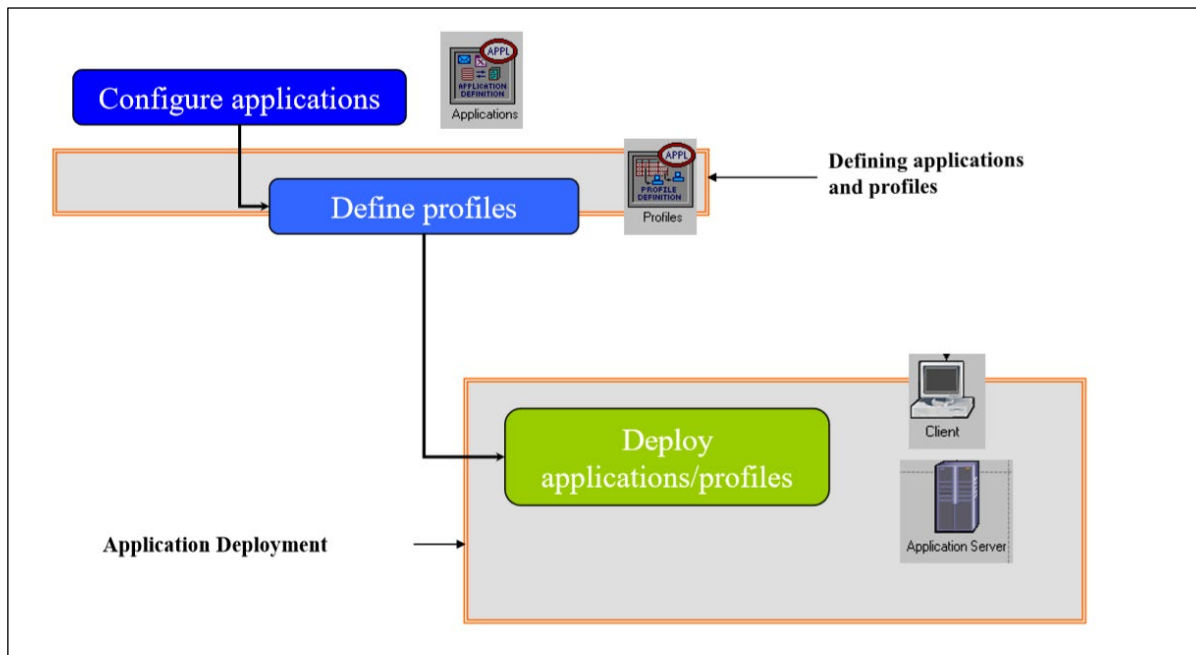 Configure applications
APPL
APPLICATION
DEFINITION
Applications
APPL
PROFILE
DEFINITION
Profiles
Defining applications
and profiles
Define profiles
Client
Deploy
applications/profiles
Application Server
Application Deployment